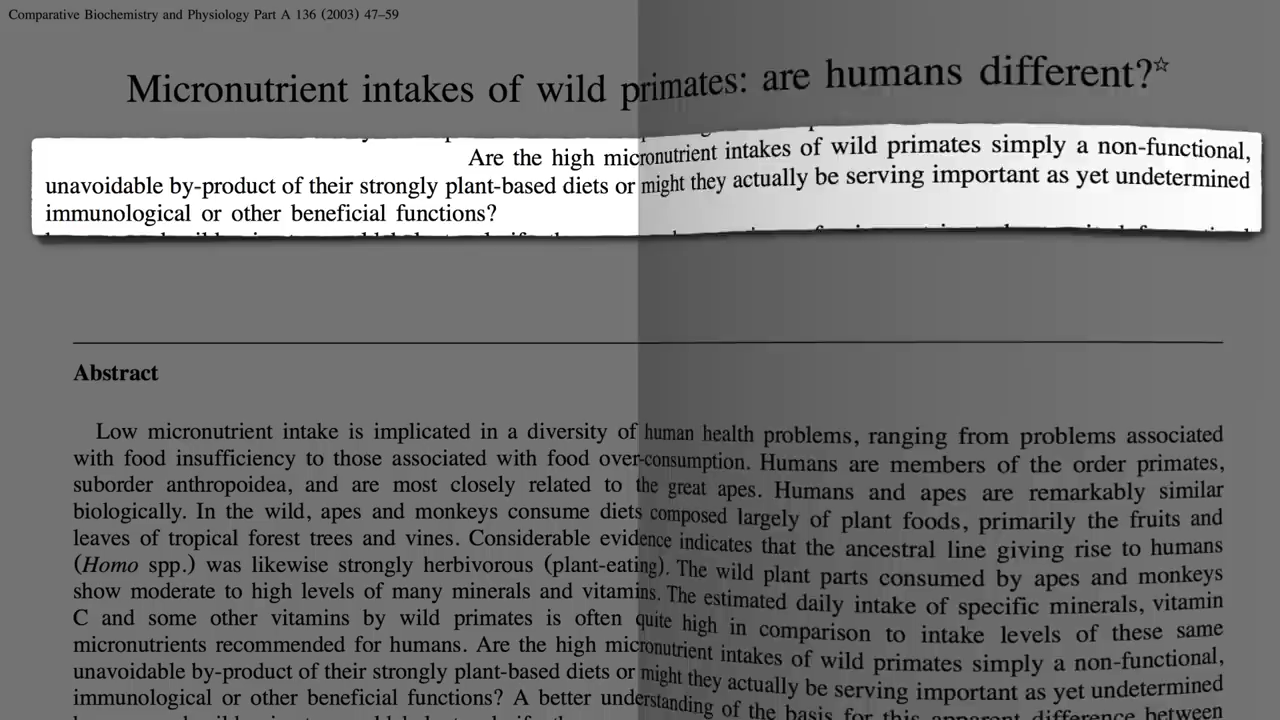 Comparative Biochemistry and Physiology Part A 136 (2003) 47–59
Micronutrient intakes of wild primates: are humans different?☆
Are the high micronutrient intakes of wild primates simply a non-functional,
unavoidable by-product of their strongly plant-based diets or might they actually be serving important as yet undetermined
immunological or other beneficial functions?
Abstract
Low micronutrient intake is implicated in a diversity of human health problems, ranging from problems associated
with food insufficiency to those associated with food over-consumption. Humans are members of the order primates,
suborder anthropoidea, and are most closely related to the great apes. Humans and apes are remarkably similar
biologically. In the wild, apes and monkeys consume diets composed largely of plant foods, primarily the fruits and
leaves of tropical forest trees and vines. Considerable evidence indicates that the ancestral line giving rise to humans
(Homo spp.) was likewise strongly herbivorous (plant-eating). The wild plant parts consumed by apes and monkeys
show moderate to high levels of many minerals and vitamins. The estimated daily intake of specific minerals, vitamin
C and some other vitamins by wild primates is often quite high in comparison to intake levels of these same
micronutrients recommended for humans. Are the high micronutrient intakes of wild primates simply a non-functional,
unavoidable by-product of their strongly plant-based diets or might they actually be serving important as yet undetermined
immunological or other beneficial functions? A better understanding of the basis for this apparent difference between